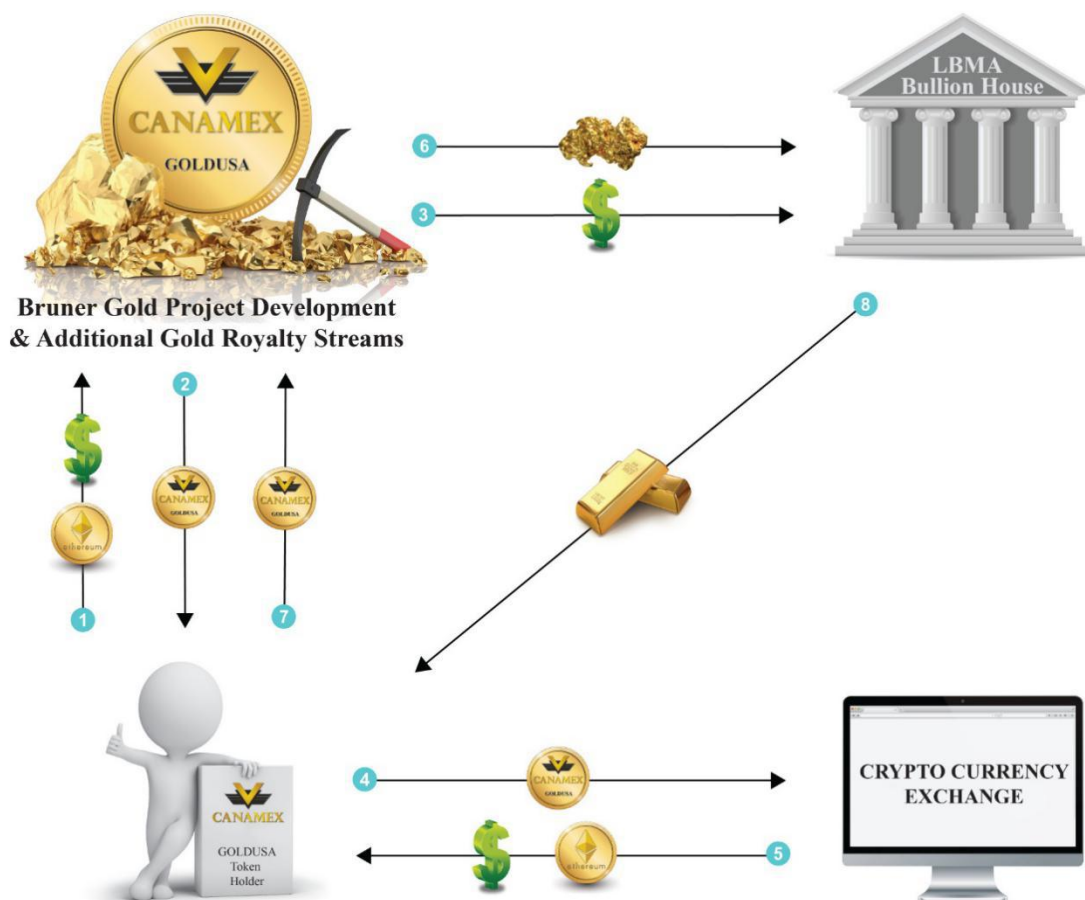 CANAMEX
GOLDUSA
LBMA
Bullion House
6
3
Bruner Gold Project Development
& Additional Gold Royalty Streams
8
2
CANAMEX
GOLDUSA
CANAMEX
GOLDUSA
ethereum
1
7
CANAMEX
GOLDUSA
Token
Holder
4
CANAMEX
GOLDUSA
5
ethereum
CRYPTO CURRENCY
EXCHANGE